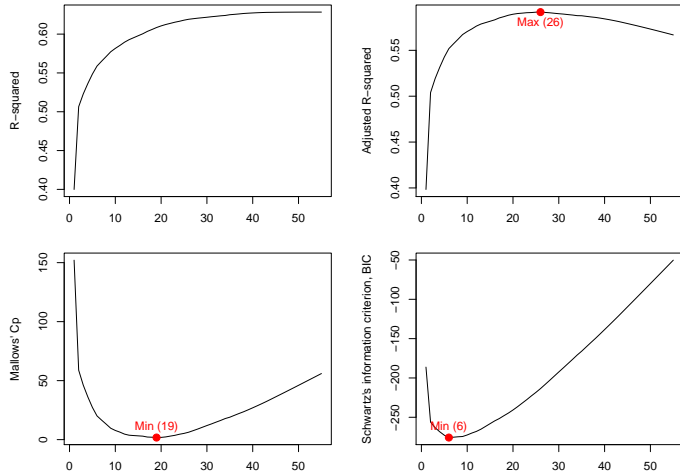 R−squared
0.40 0.45 0.50 0.55 0.60
0 10 20 30 40 50
Adjusted R−squared
0.40 0.45 0.50 0.55
0 10 20 30 40 50
Max (26)
Mallows' Cp
0 50 100 150
0 10 20 30 40 50
Min (19)
Schwartz's information criterion, BIC
−250 −200 −150 −100 −50
0 10 20 30 40 50
Min (6)